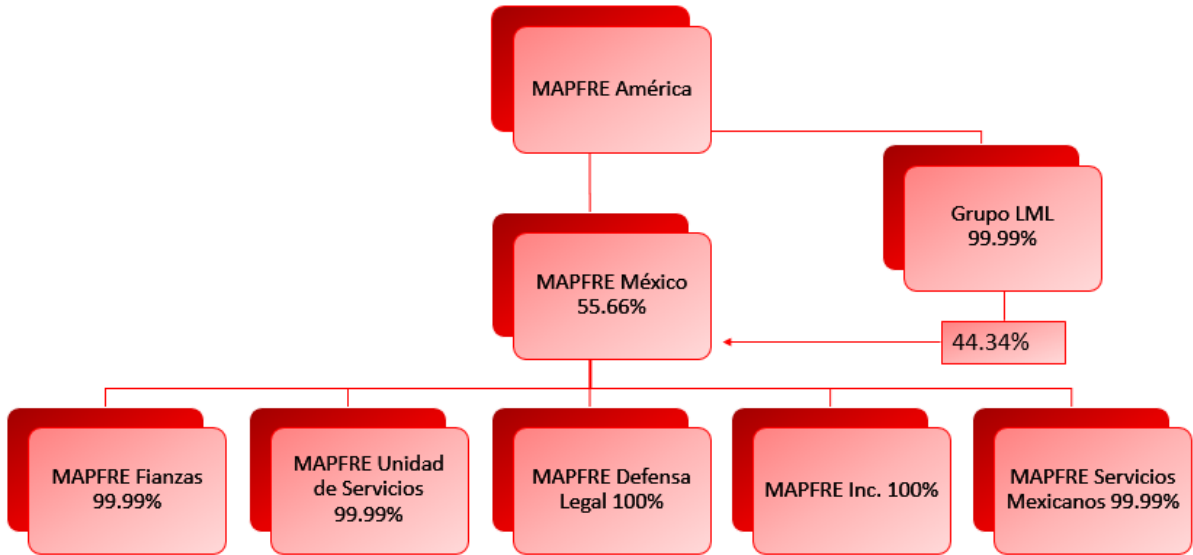 MAPFRE América
Grupo LML
99.99%
MAPFRE México
55.66%
44.34%
MAPFRE Fianzas
99.99%
MAPFRE Unidad
de Servicios
99.99%
MAPFRE Defensa
Legal 100%
MAPFRE Inc. 100%
MAPFRE Servicios
Mexicanos 99.99%